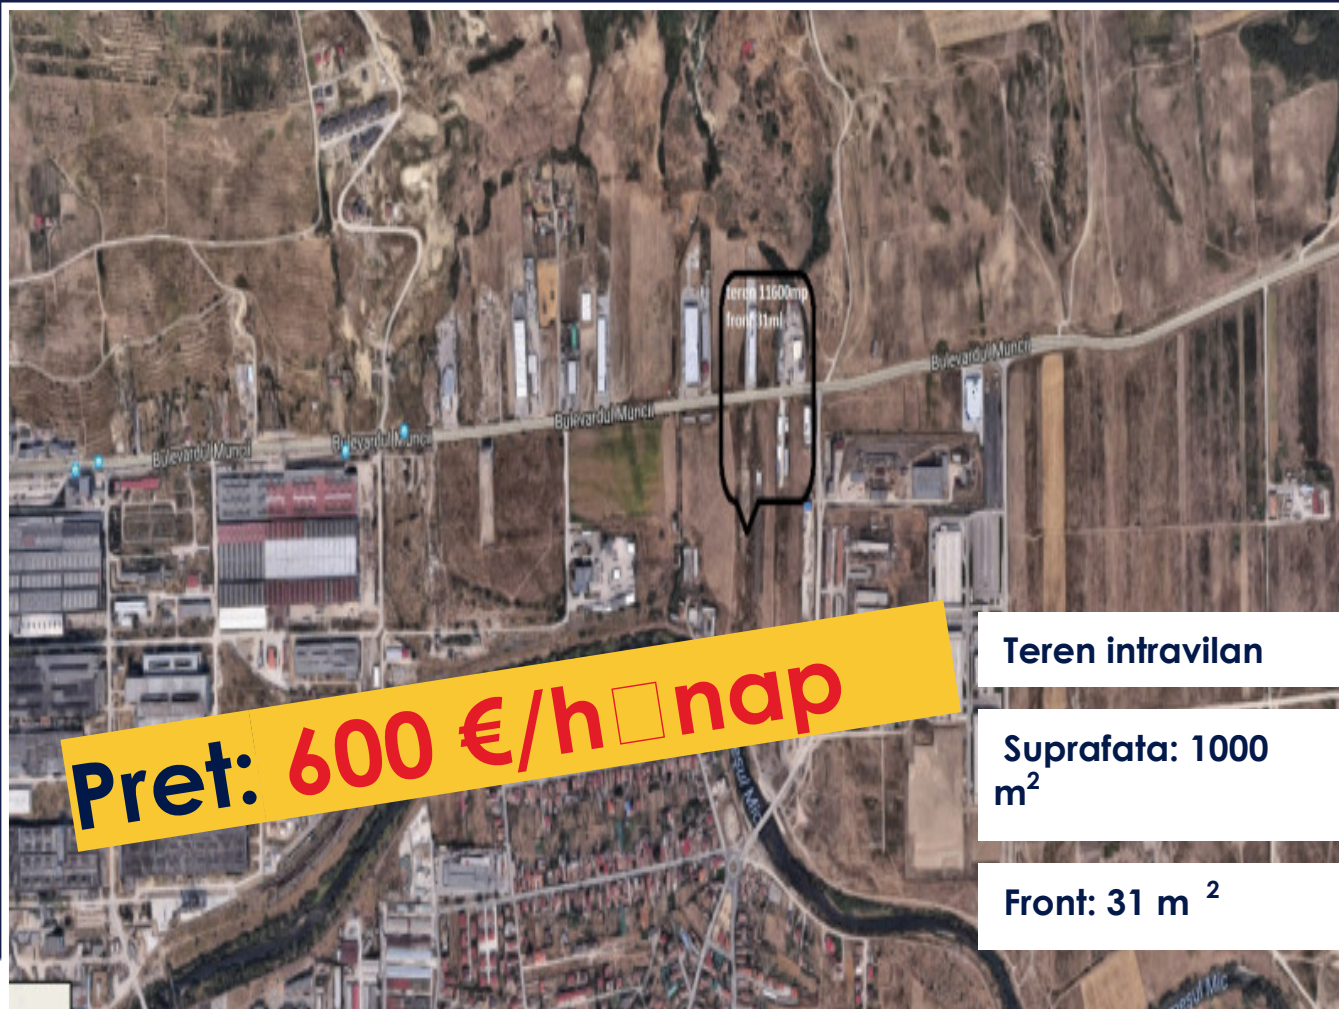 teren 11600mp
front 31ml
Bulevardul Muncii
Bulevardul Muncii
Bulevardul Muncii
Bulevardul Muncii
Teren intravilan
Pret: 600 €/h□nap
Suprafata: 1000
m²
Front: 31 m ²